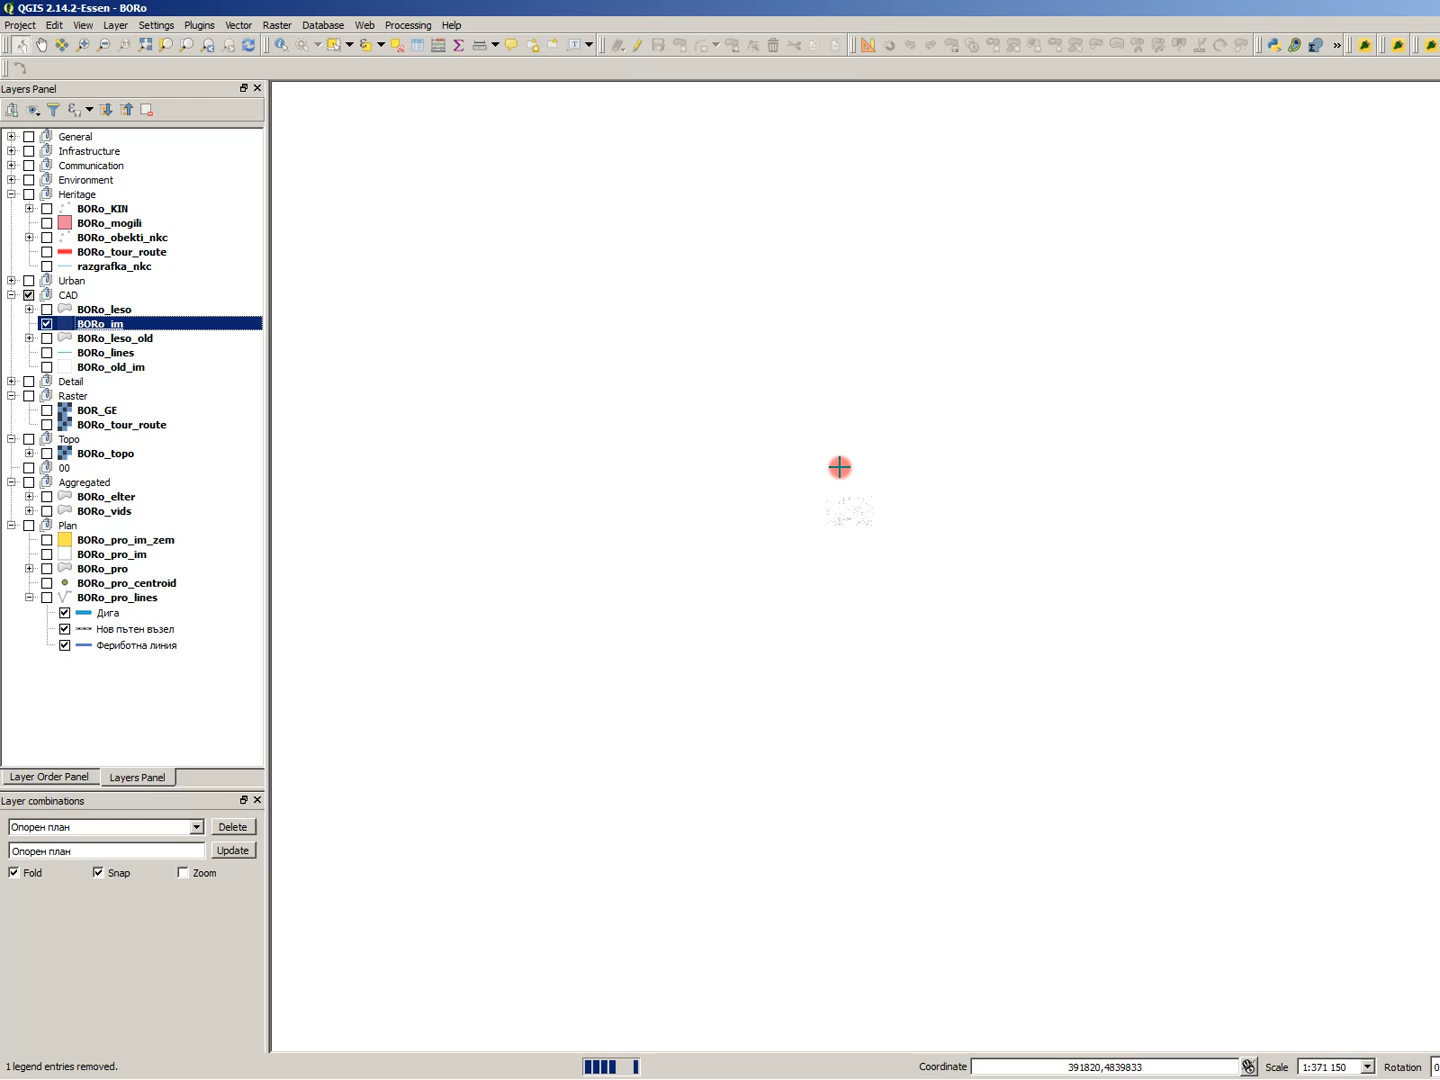 QGIS 2.14.2-Essen - BORo
Project Edit View Layer Settings Plugins Vector Raster Database Web Processing Help
Layers Panel
General
Infrastructure
Communication
Environment
Heritage
BORo_KIN
BORo_mogili
BORo_obekti_nkc
BORo_tour_route
razgrafka_nkc
Urban
CAD
BORo_leso
BORo_im
BORo_leso_old
BORo_lines
BORo_old_im
Detail
Raster
BOR_GE
BORo_tour_route
Topo
BORo_topo
00
Aggregated
BORo_elter
BORo_vids
Plan
BORo_pro_im_zem
BORo_pro_im
BORo_pro
BORo_pro_centroid
BORo_pro_lines
Дига
Нов пътен възел
Фериботна линия
Layer Order Panel Layers Panel
Layer combinations
Опорен план Delete
Опорен план Update
Fold Snap Zoom
1 legend entries removed. Coordinate 391820,4839833 Scale 1:371 150 Rotation 0